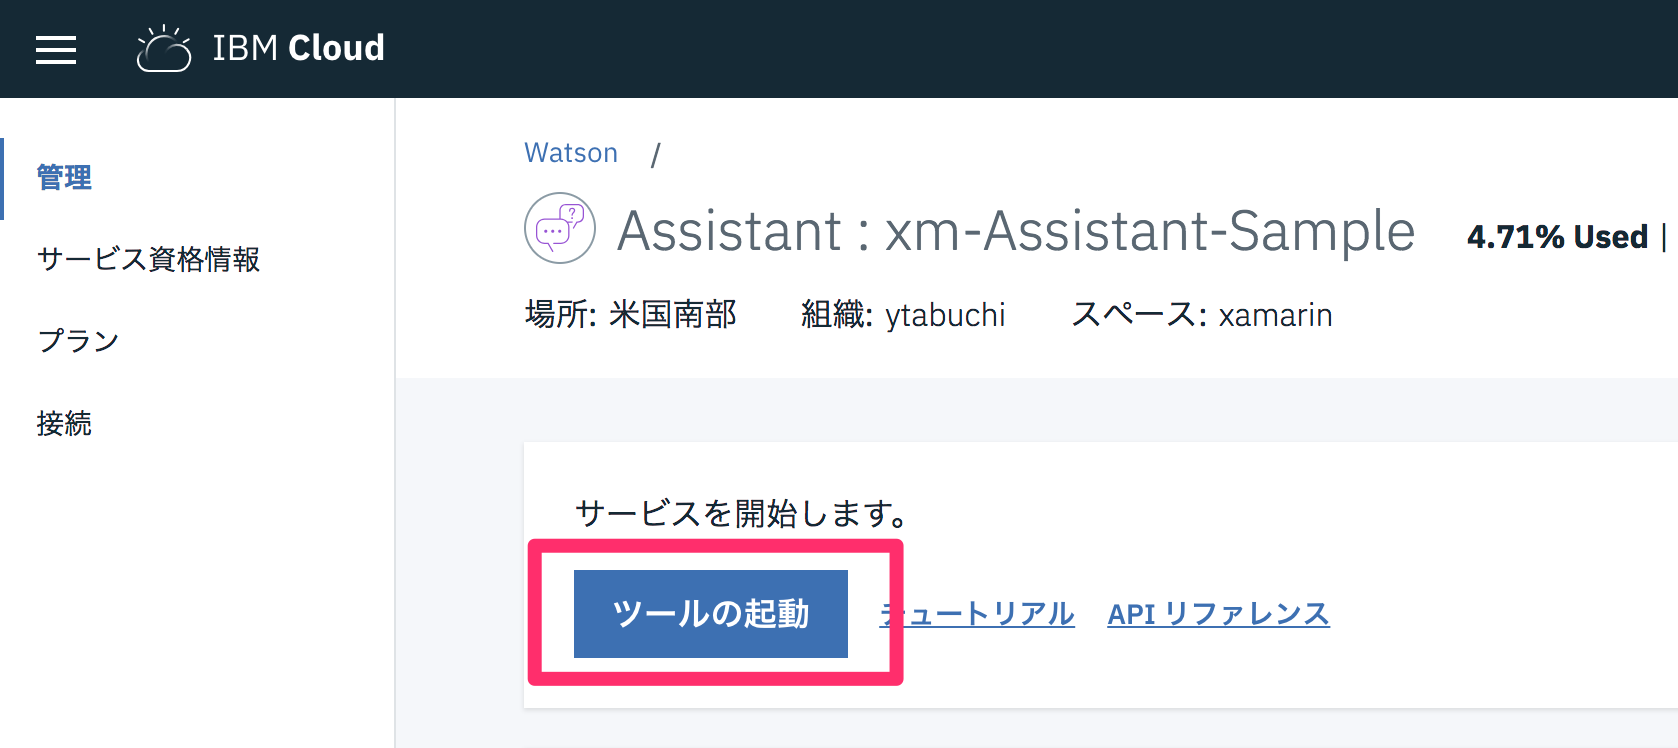 IBM Cloud
管理
サービス資格情報
プラン
接続
Watson /
Assistant : xm-Assistant-Sample 4.71% Used |
場所: 米国南部 組織: ytabuchi スペース: xamarin
サービスを開始します。
ツールの起動 チュートリアル API リファレンス